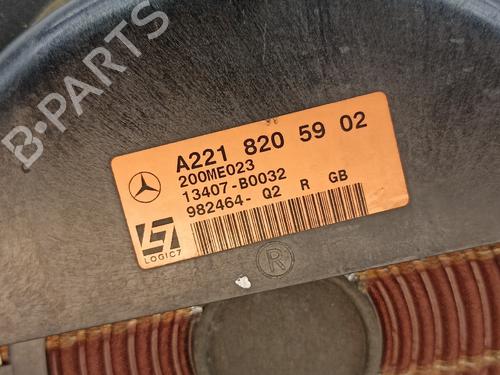 B-PARTS
A221 820 59 02
200ME023
13407-B0032
982464- Q2 R GB
LOGIC7
R